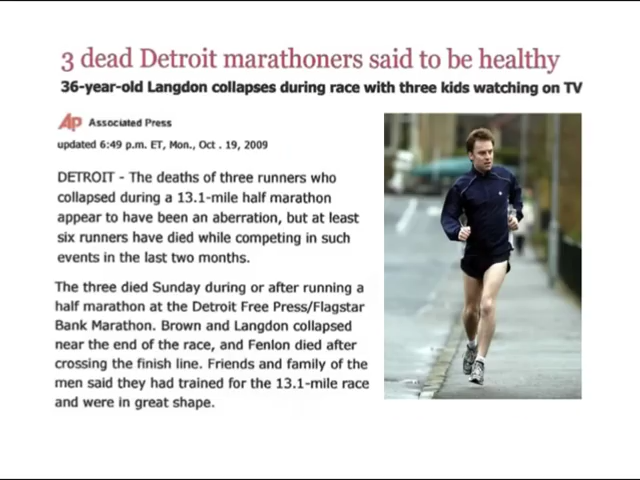 3 dead Detroit marathoners said to be healthy
36-year-old Langdon collapses during race with three kids watching on TV
AP Associated Press
updated 6:49 p.m. ET, Mon., Oct . 19, 2009
DETROIT - The deaths of three runners who
collapsed during a 13.1-mile half marathon
appear to have been an aberration, but at least
six runners have died while competing in such
events in the last two months.
The three died Sunday during or after running a
half marathon at the Detroit Free Press/Flagstar
Bank Marathon. Brown and Langdon collapsed
near the end of the race, and Fenlon died after
crossing the finish line. Friends and family of the
men said they had trained for the 13.1-mile race
and were in great shape.